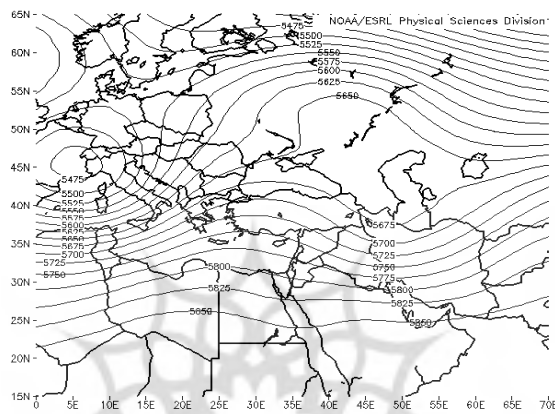 65N
NOAA/ESRL Physical Sciences Division
5475
5500
5525
5550
5575
5600
5625
5650
60N
55N
50N
45N
5475
5500
5525
5550
5575
5600
5625
5650
5675
5700
5725
5750
40N
35N
30N
25N
20N
15N
5675
5700
5725
5750
5775
5800
5825
5850
5800
5825
5850
0
5E
10E
15E
20E
25E
30E
35E
40E
45E
50E
55E
60E
65E
70E